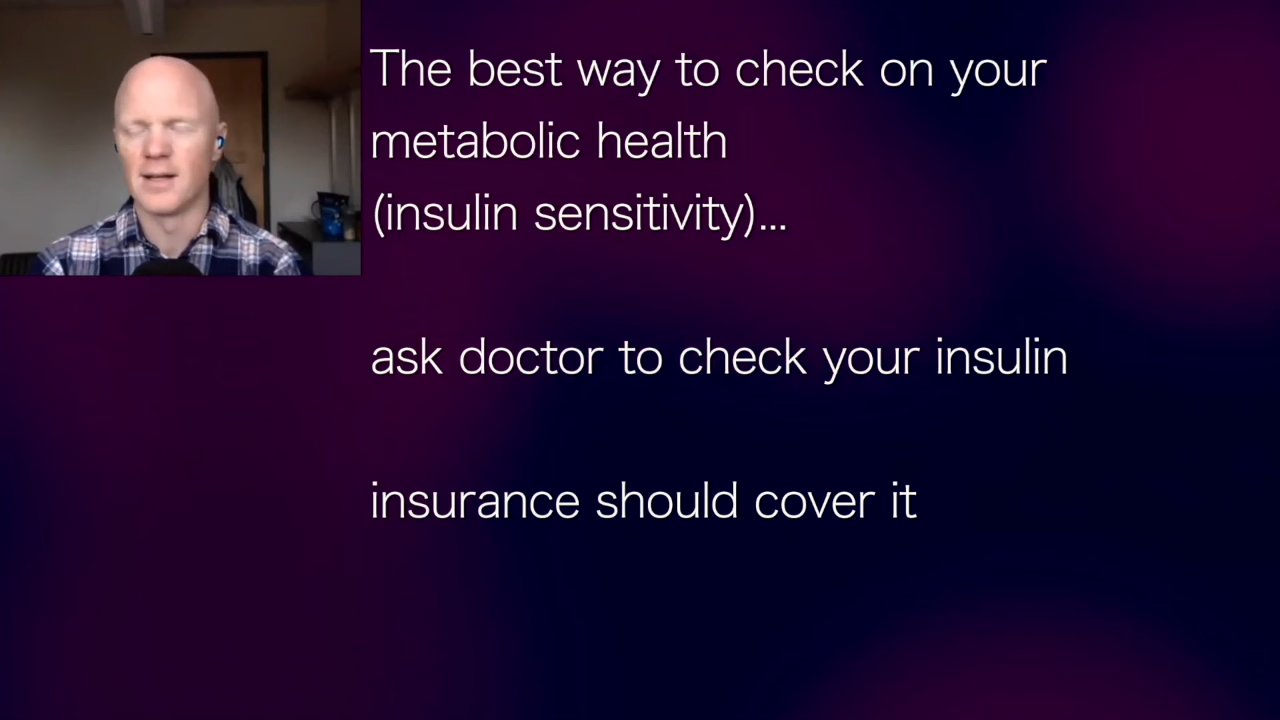 The best way to check on your
metabolic health
(insulin sensitivity)...
ask doctor to check your insulin
insurance should cover it